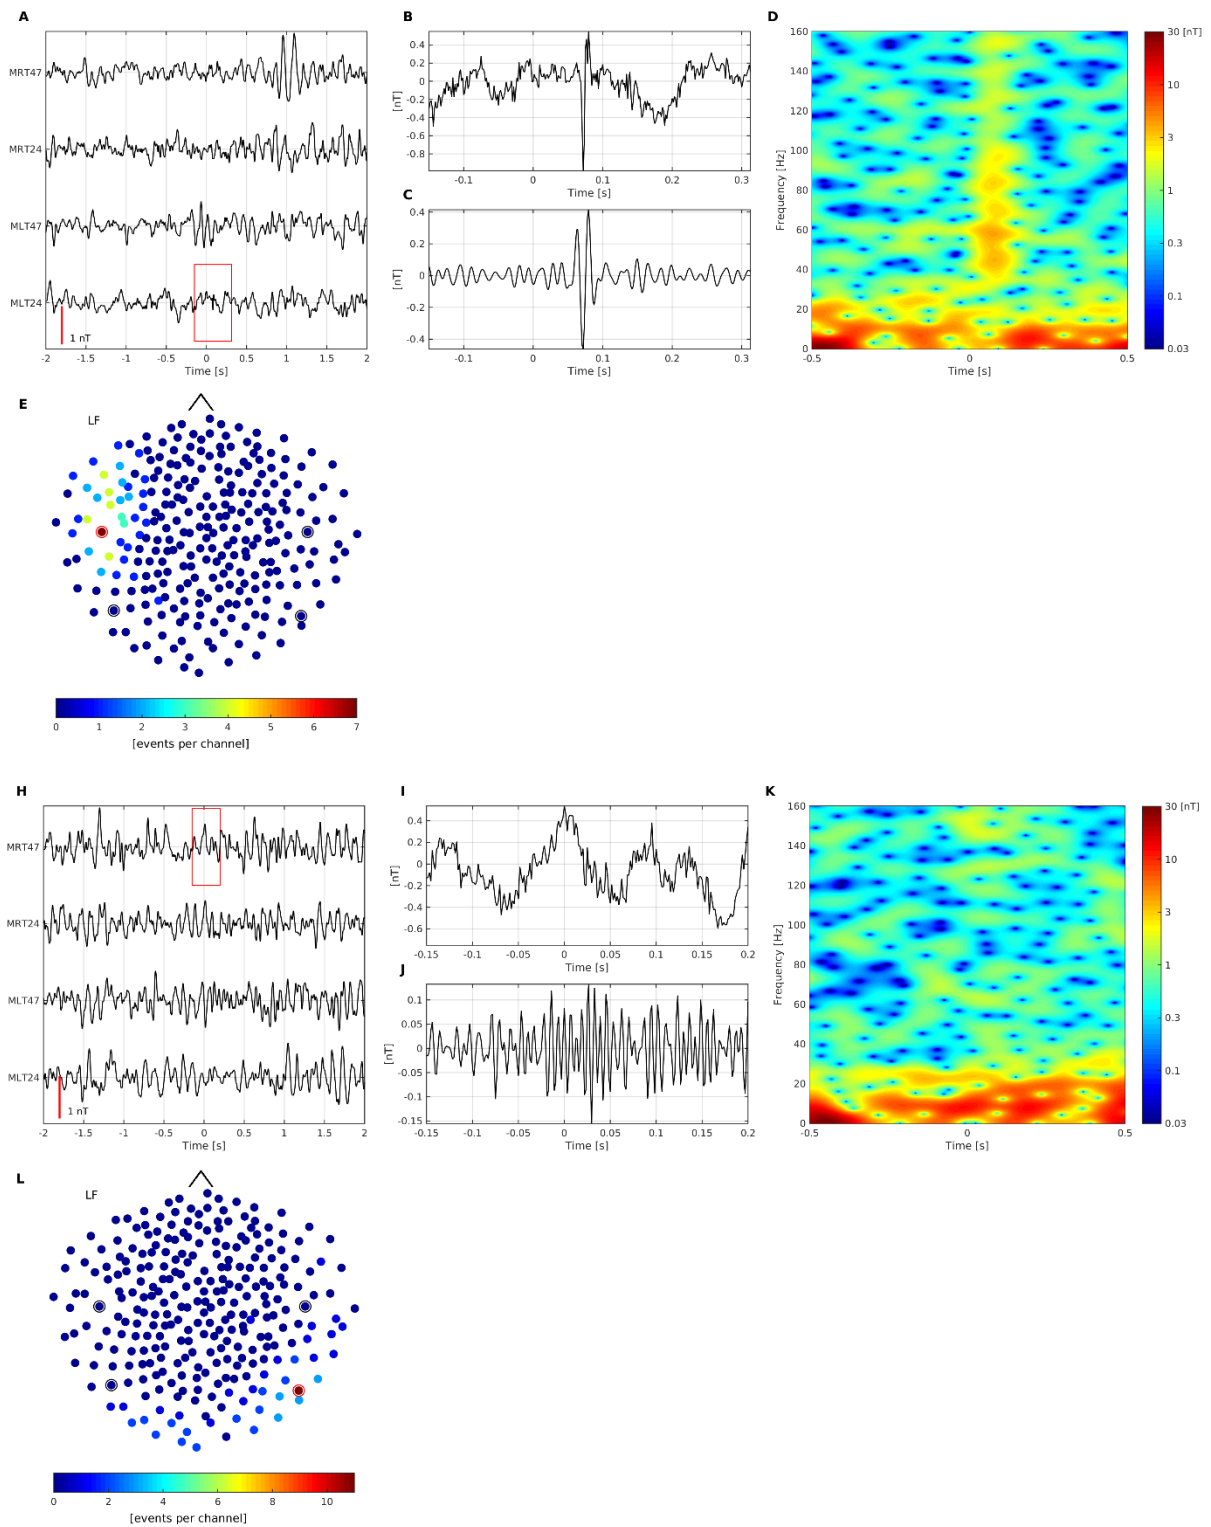 A
MRT47
MRT24
MLT47
MLT24
1 nT
-2 -1.5 -1 -0.5 0 0.5 1 1.5 2
Time [s]
B
0.4
0.2
0
-0.2
-0.4
-0.6
-0.8
[nT]
-0.1 0 0.1 0.2 0.3
Time [s]
C
0.4
0.2
0
-0.2
-0.4
[nT]
-0.1 0 0.1 0.2 0.3
Time [s]
D
160
140
120
100
80
60
40
20
0
Frequency [Hz]
-0.5 0 0.5
Time [s]
30 [nT]
10
3
1
0.3
0.1
0.03
E
LF
0 1 2 3 4 5 6 7
[events per channel]
H
MRT47
MRT24
MLT47
MLT24
1 nT
-2 -1.5 -1 -0.5 0 0.5 1 1.5 2
Time [s]
I
0.4
0.2
0
-0.2
-0.4
-0.6
[nT]
-0.15 -0.1 -0.05 0 0.05 0.1 0.15 0.2
Time [s]
J
0.1
0.05
0
-0.05
-0.1
-0.15
[nT]
-0.15 -0.1 -0.05 0 0.05 0.1 0.15 0.2
Time [s]
K
160
140
120
100
80
60
40
20
0
Frequency [Hz]
-0.5 0 0.5
Time [s]
30 [nT]
10
3
1
0.3
0.1
0.03
L
LF
0 2 4 6 8 10
[events per channel]